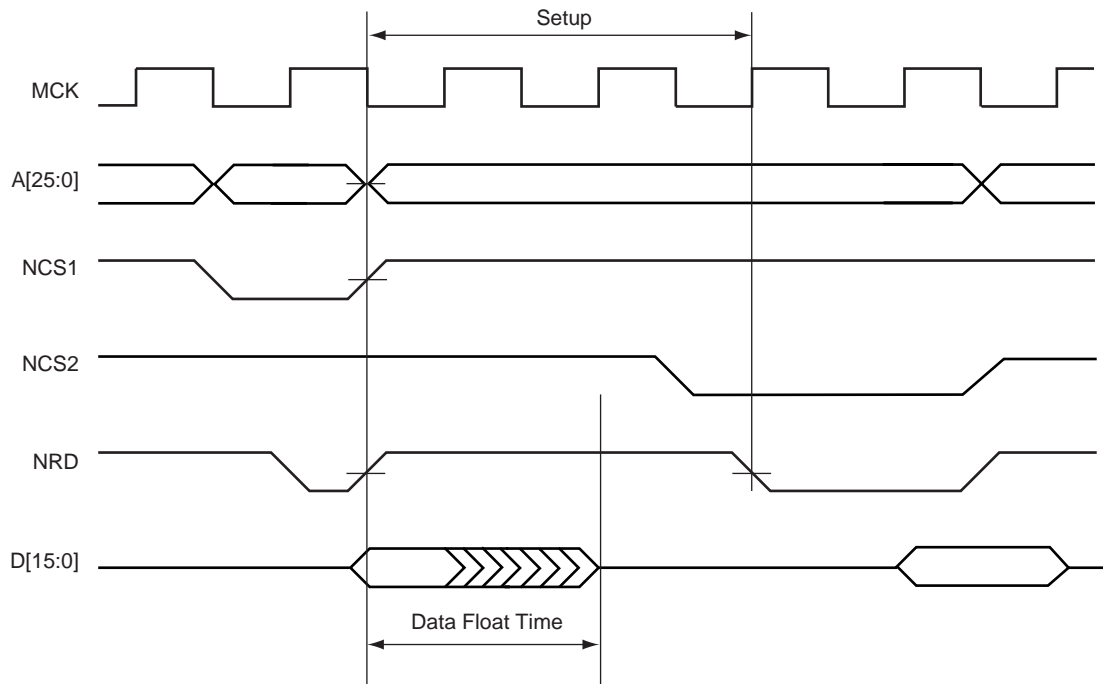 Setup
MCK
A[25:0]
NCS1
NCS2
NRD
D[15:0]
Data Float Time